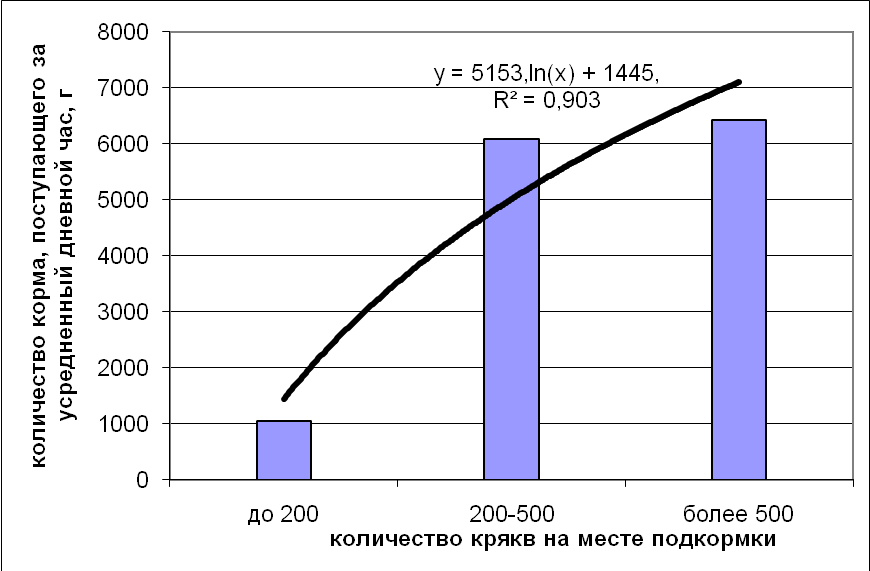 количество корма, поступающего за
усредненный дневной час, г
8000
7000
6000
5000
4000
3000
2000
1000
0
y = 5153,ln(x) + 1445,
R² = 0,903
до 200
200-500
более 500
количество крякв на месте подкормки